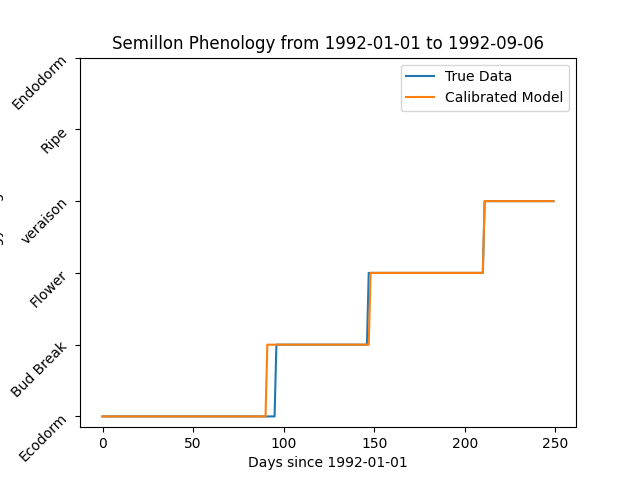 Semillon Phenology from 1992-01-01 to 1992-09-06
True Data
Calibrated Model
Endodorm
Ripe
veraison
Flower
Bud Break
Ecodorm
0 50 100 150 200 250
Days since 1992-01-01